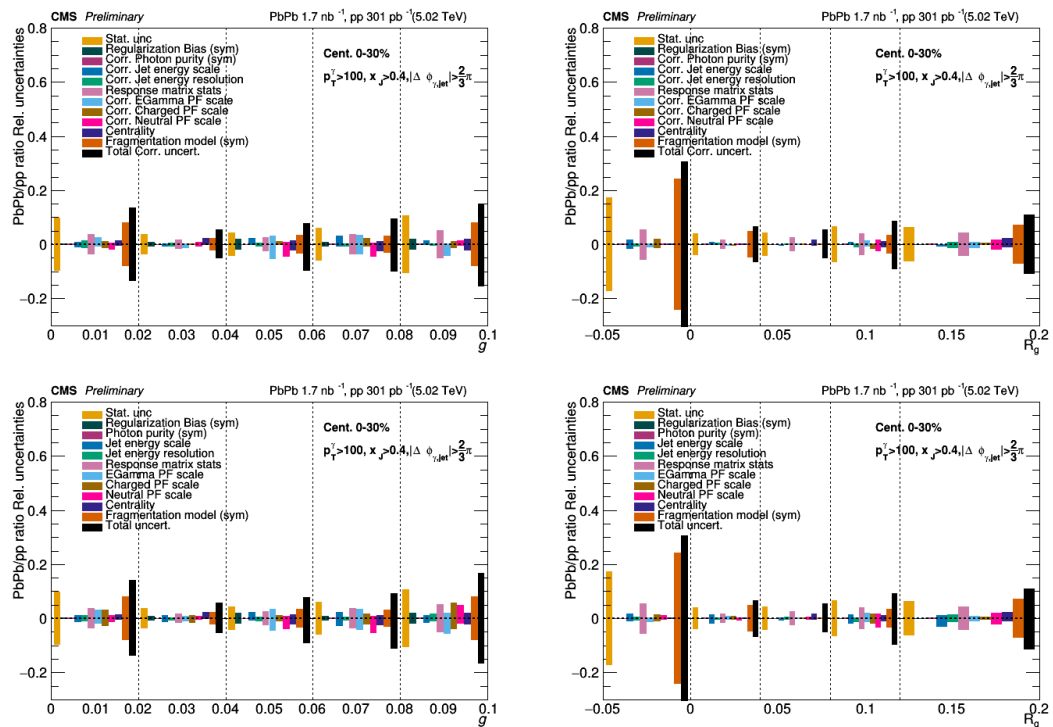 CMS Preliminary PbPb 1.7 nb⁻¹, pp 301 pb⁻¹(5.02 TeV)
PbPb/pp ratio Rel. uncertainties
0.8
0.6
0.4
0.2
0
−0.2
Stat. unc
Regularization Bias (sym)
Corr. Photon purity (sym)
Corr. Jet energy scale
Corr. Jet energy resolution
Response matrix stats
Corr. EGamma PF scale
Corr. Charged PF scale
Corr. Neutral PF scale
Centrality
Fragmentation model (sym)
Total Corr. uncert.
Cent. 0-30%
p_T^γ>100, x_J>0.4,|Δ ϕ_γ,jet|>2/3π
0 0.01 0.02 0.03 0.04 0.05 0.06 0.07 0.08 0.09 0.1
g
CMS Preliminary PbPb 1.7 nb⁻¹, pp 301 pb⁻¹(5.02 TeV)
PbPb/pp ratio Rel. uncertainties
0.8
0.6
0.4
0.2
0
−0.2
Stat. unc
Regularization Bias (sym)
Corr. Photon purity (sym)
Corr. Jet energy scale
Corr. Jet energy resolution
Response matrix stats
Corr. EGamma PF scale
Corr. Charged PF scale
Corr. Neutral PF scale
Centrality
Fragmentation model (sym)
Total Corr. uncert.
Cent. 0-30%
p_T^γ>100, x_J>0.4,|Δ ϕ_γ,jet|>2/3π
−0.05 0 0.05 0.1 0.15 0.2
R_g
CMS Preliminary PbPb 1.7 nb⁻¹, pp 301 pb⁻¹(5.02 TeV)
PbPb/pp ratio Rel. uncertainties
0.8
0.6
0.4
0.2
0
−0.2
Stat. unc
Regularization Bias (sym)
Photon purity (sym)
Jet energy scale
Jet energy resolution
Response matrix stats
EGamma PF scale
Charged PF scale
Neutral PF scale
Centrality
Fragmentation model (sym)
Total uncert.
Cent. 0-30%
p_T^γ>100, x_J>0.4,|Δ ϕ_γ,jet|>2/3π
0 0.01 0.02 0.03 0.04 0.05 0.06 0.07 0.08 0.09 0.1
g
CMS Preliminary PbPb 1.7 nb⁻¹, pp 301 pb⁻¹(5.02 TeV)
PbPb/pp ratio Rel. uncertainties
0.8
0.6
0.4
0.2
0
−0.2
Stat. unc
Regularization Bias (sym)
Photon purity (sym)
Jet energy scale
Jet energy resolution
Response matrix stats
EGamma PF scale
Charged PF scale
Neutral PF scale
Centrality
Fragmentation model (sym)
Total uncert.
Cent. 0-30%
p_T^γ>100, x_J>0.4,|Δ ϕ_γ,jet|>2/3π
−0.05 0 0.05 0.1 0.15 0.2
R_g